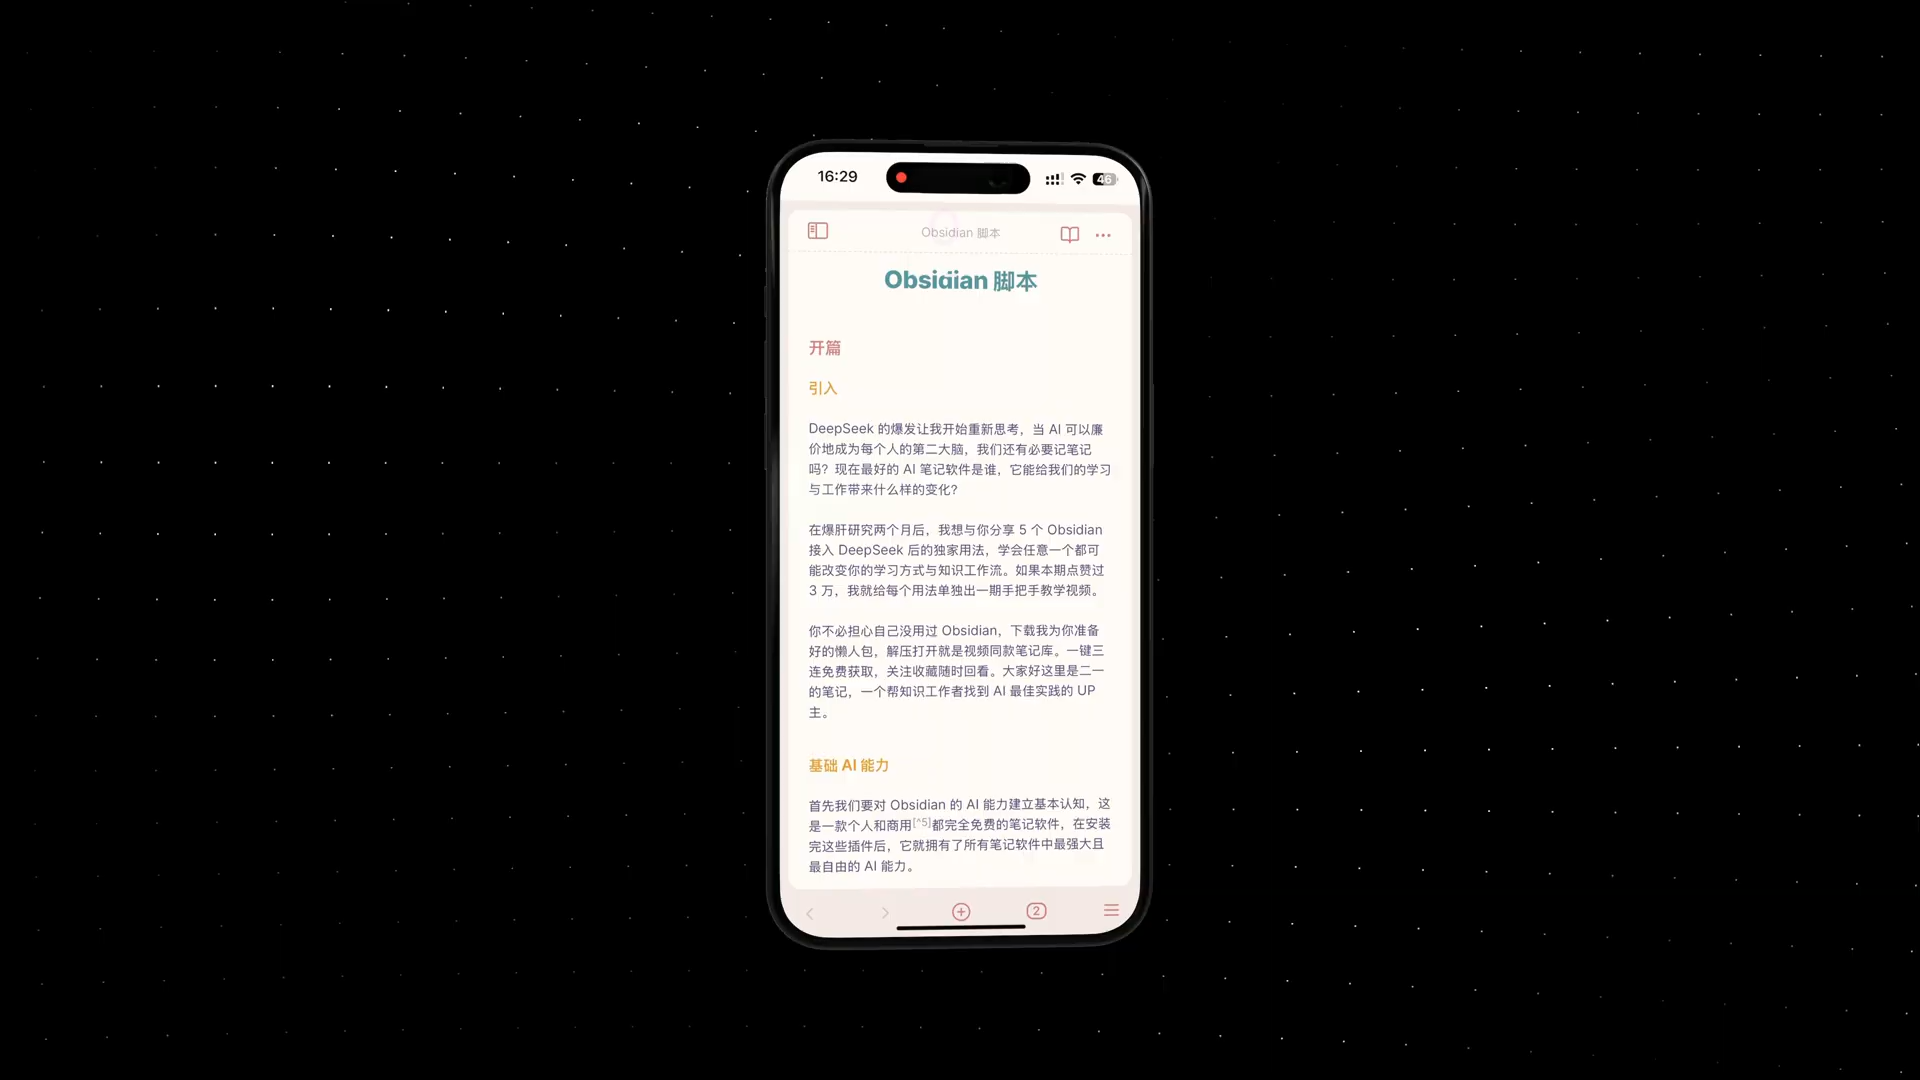 16:29
46
Obsidian 脚本
Obsidian 脚本
开篇
引入
DeepSeek 的爆发让我开始重新思考，当 AI 可以廉
价地成为每个人的第二大脑，我们还有必要记笔记
吗？现在最好的 AI 笔记软件是谁，它能给我们的学习
与工作带来什么样的变化？
在爆肝研究两个月后，我想与你分享 5 个 Obsidian
接入 DeepSeek 后的独家用法，学会任意一个都可
能改变你的学习方式与知识工作流。如果本期点赞过
3 万，我就给每个用法单独出一期手把手教学视频。
你不必担心自己没用过 Obsidian，下载我为你准备
好的懒人包，解压打开就是视频同款笔记库。一键三
连免费获取，关注收藏随时回看。大家好这里是二一
的笔记，一个帮知识工作者找到 AI 最佳实践的 UP
主。
基础 AI 能力
首先我们要对 Obsidian 的 AI 能力建立基本认知，这
是一款个人和商用[^5]都完全免费的笔记软件，在安装
完这些插件后，它就拥有了所有笔记软件中最强大且
最自由的 AI 能力。
2